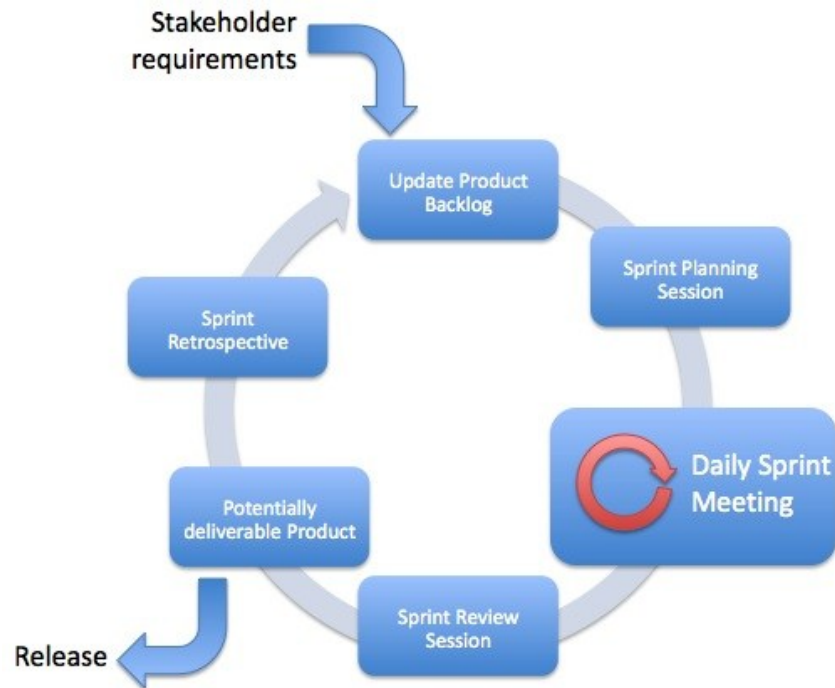 Stakeholder
requirements
Update Product
Backlog
Sprint Planning
Session
Daily Sprint
Meeting
Sprint Review
Session
Potentially
deliverable Product
Sprint
Retrospective
Release